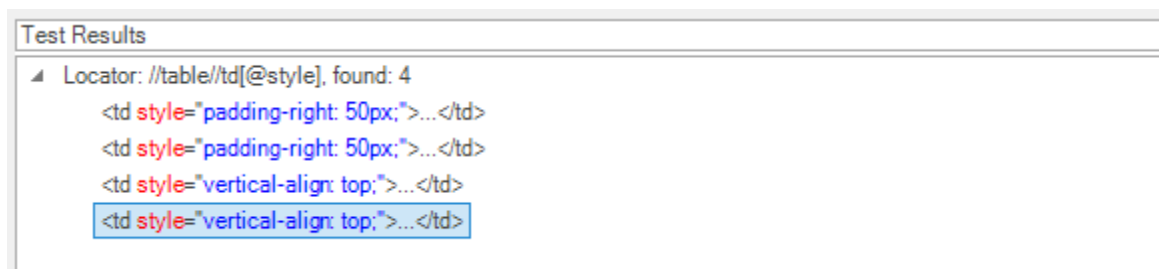 Test Results
Locator: //table//td[@style], found: 4
<td style="padding-right: 50px;">...</td>
<td style="padding-right: 50px;">...</td>
<td style="vertical-align: top;">...</td>
<td style="vertical-align: top;">...</td>